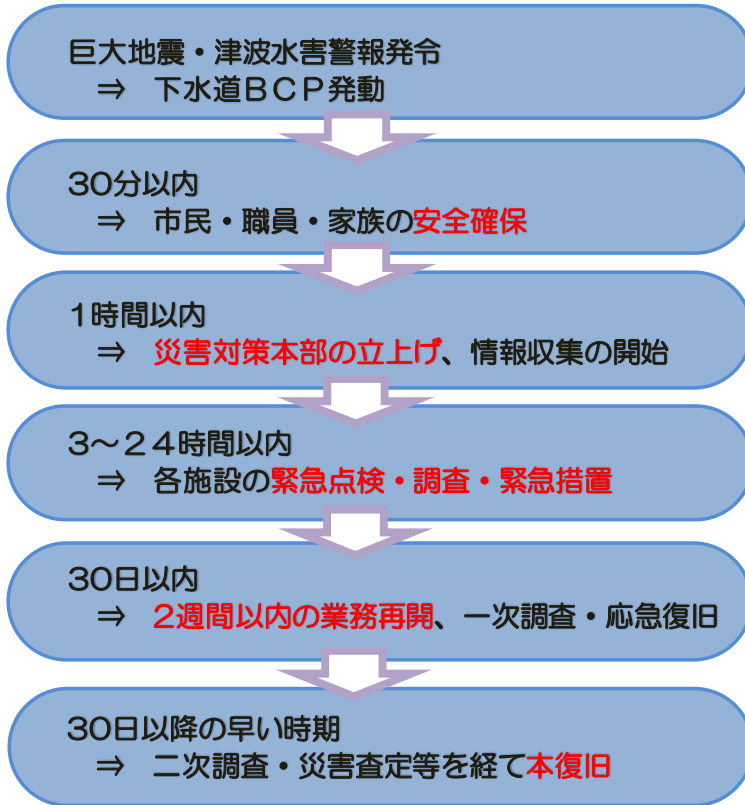 巨大地震・津波水害警報発令
⇒　下水道ＢＣＰ発動
30分以内
⇒　市民・職員・家族の安全確保
1時間以内
⇒　災害対策本部の立上げ、情報収集の開始
3～２４時間以内
⇒　各施設の緊急点検・調査・緊急措置
30日以内
⇒　2週間以内の業務再開、一次調査・応急復旧
30日以降の早い時期
⇒　二次調査・災害査定等を経て本復旧